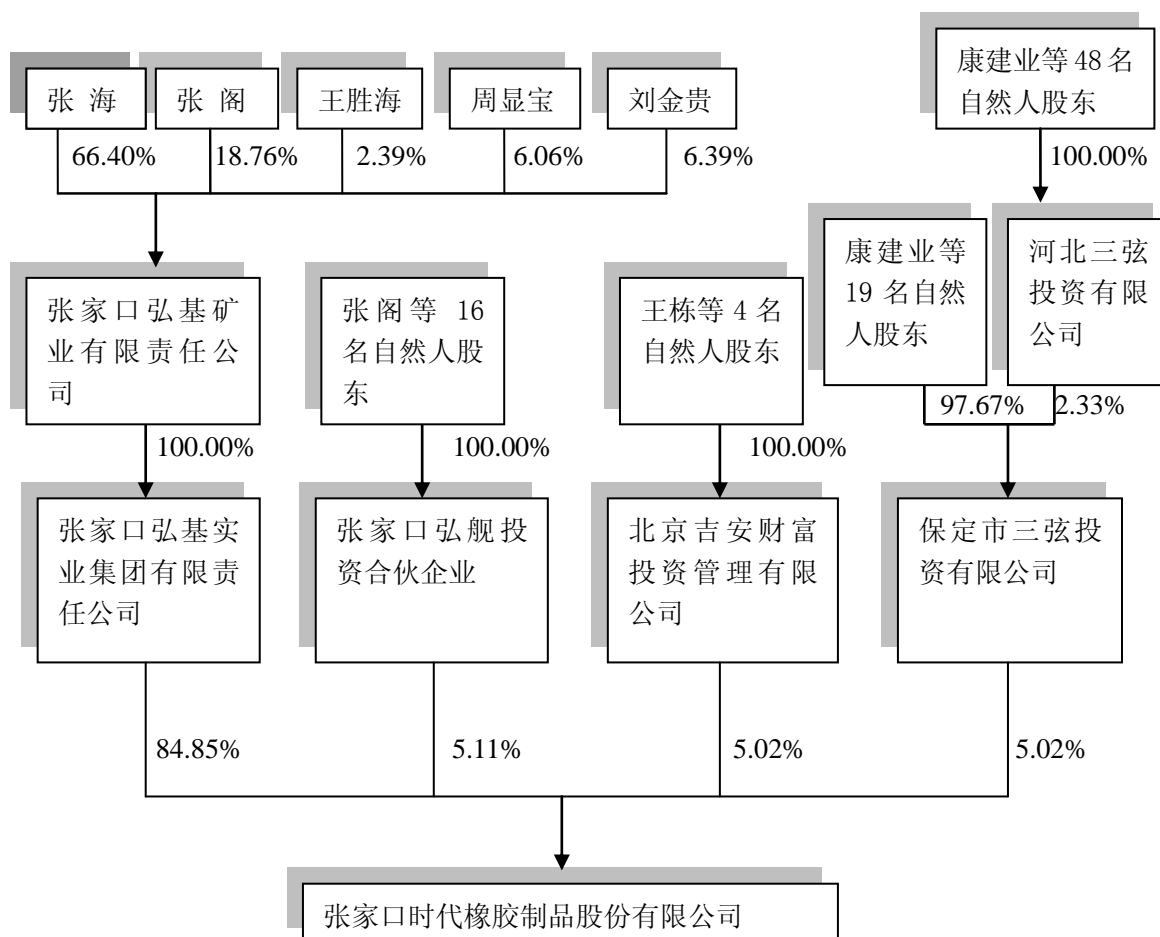 张 海
张 阁
王胜海
周显宝
刘金贵
康建业等 48 名
自然人股东
66.40%
18.76%
2.39%
6.06%
6.39%
100.00%
张家口弘基矿
业有限责任公
司
张阁等 16
名自然人股
东
王栋等 4 名
自然人股东
康建业等
19 名自然
人股东
河北三弦
投资有限
公司
97.67%
2.33%
100.00%
100.00%
100.00%
张家口弘基实
业集团有限责
任公司
张家口弘舰投
资合伙企业
北京吉安财富
投资管理有限
公司
保定市三弦投
资有限公司
84.85%
5.11%
5.02%
5.02%
张家口时代橡胶制品股份有限公司